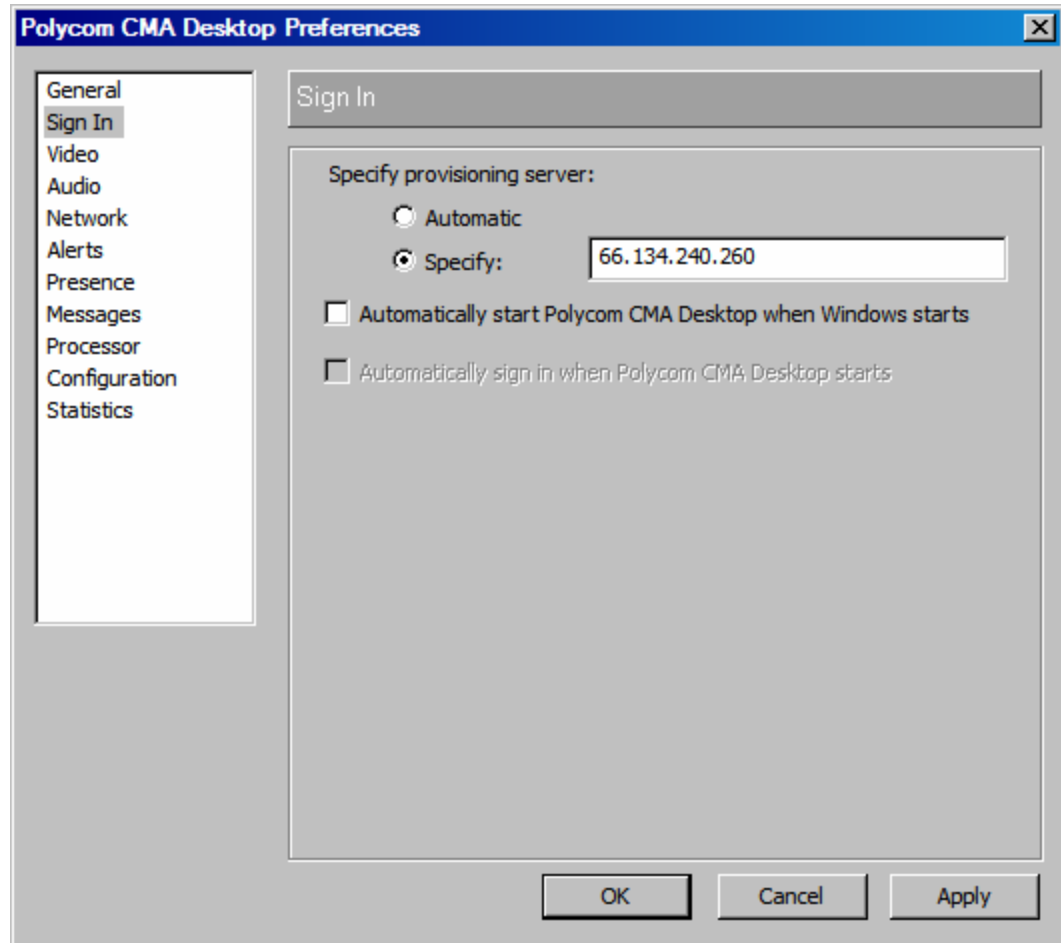 Polycom CMA Desktop Preferences
General
Sign In
Video
Audio
Network
Alerts
Presence
Messages
Processor
Configuration
Statistics
Sign In
Specify provisioning server:
Automatic
Specify: 66.134.240.260
Automatically start Polycom CMA Desktop when Windows starts
Automatically sign in when Polycom CMA Desktop starts
OK Cancel Apply